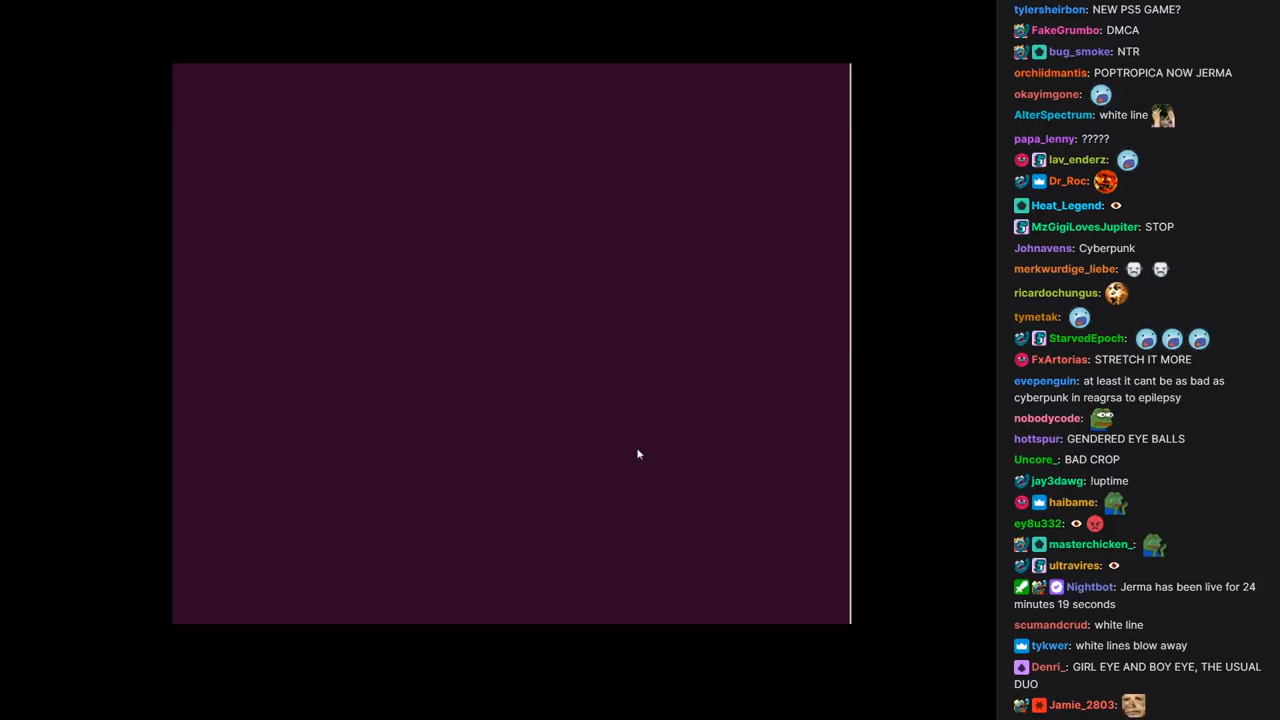 tylersheirbon: NEW PS5 GAME?
FakeGrumbo: DMCA
bug_smoke: NTR
orchiidmantis: POPTROPICA NOW JERMA
okayimgone:
AlterSpectrum: white line
papa_lenny: ?????
lav_enderz:
Dr_Roc:
Heat_Legend:
MzGigiLovesJupiter: STOP
Johnavens: Cyberpunk
merkwurdige_liebe:
ricardochungus:
tymetak:
StarvedEpoch:
FxArtorias: STRETCH IT MORE
evepenguin: at least it cant be as bad as
cyberpunk in reagrsa to epilepsy
nobodycode:
hottspur: GENDERED EYE BALLS
Uncore_: BAD CROP
jay3dawg: !uptime
haibame:
ey8u332:
masterchicken_:
ultravires:
Nightbot: Jerma has been live for 24
minutes 19 seconds
scumandcrud: white line
tykwer: white lines blow away
Denri_: GIRL EYE AND BOY EYE, THE USUAL
DUO
Jamie_2803: